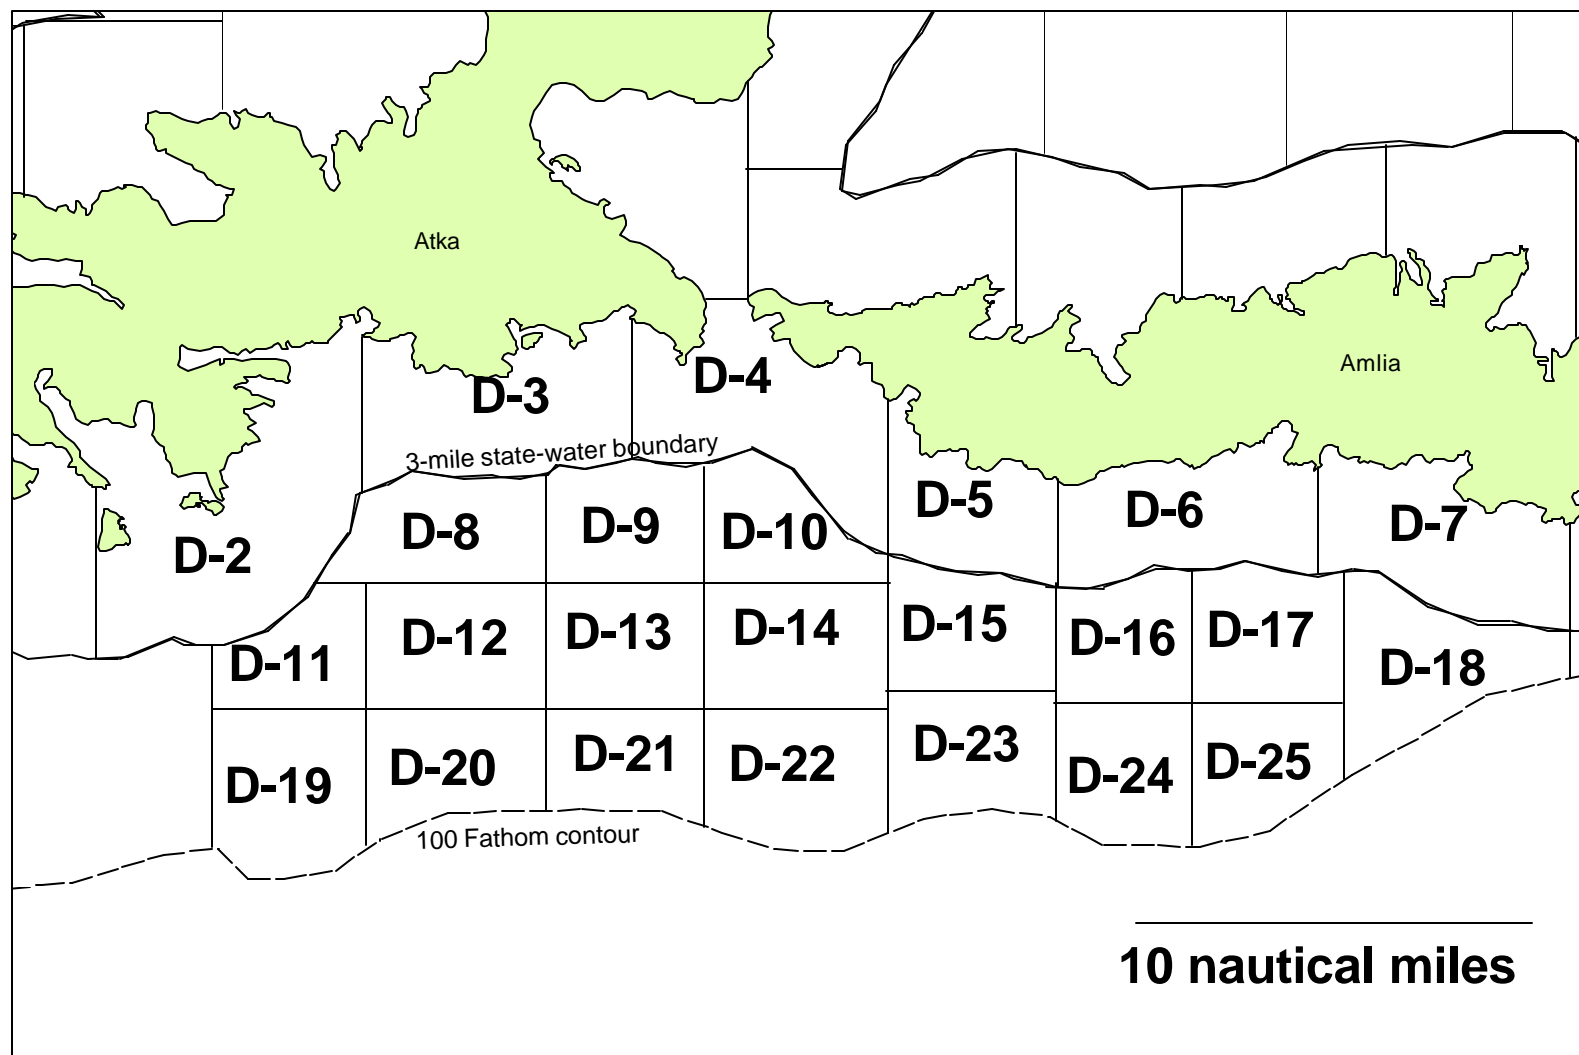 Atka
Amlia
D-3
D-4
3-mile state-water boundary
D-2
D-8
D-9
D-10
D-5
D-6
D-7
D-11
D-12
D-13
D-14
D-15
D-16
D-17
D-18
D-19
D-20
D-21
D-22
D-23
D-24
D-25
100 Fathom contour
10 nautical miles